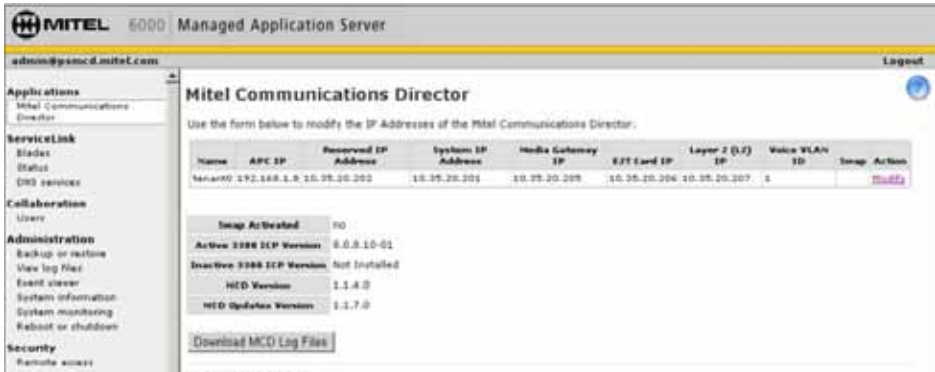 MITEL 6000 Managed Application Server
admin@psmcd.mitel.com Logout
Applications
Mitel Communications
Director
ServiceLink
Blades
Status
DNS services
Collaboration
Users
Administration
Backup or restore
View log files
Event viewer
System information
System monitoring
Reboot or shutdown
Security
Remote access
Mitel Communications Director
Use the form below to modify the IP Addresses of the Mitel Communications Director.
Name APC IP Reserved IP Address System IP Address Media Gateway IP E2T Card IP Layer 2 (L2) IP Voice VLAN ID Swap Action
tenant0 192.168.1.9 10.35.20.202 10.35.20.201 10.35.20.205 10.35.20.206 10.35.20.207 1 Modify
Swap Activated no
Active 3300 ICP Version 8.0.8.10-01
Inactive 3300 ICP Version Not Installed
MCD Version 1.1.4.0
MCD Updates Version 1.1.7.0
Download MCD Log Files